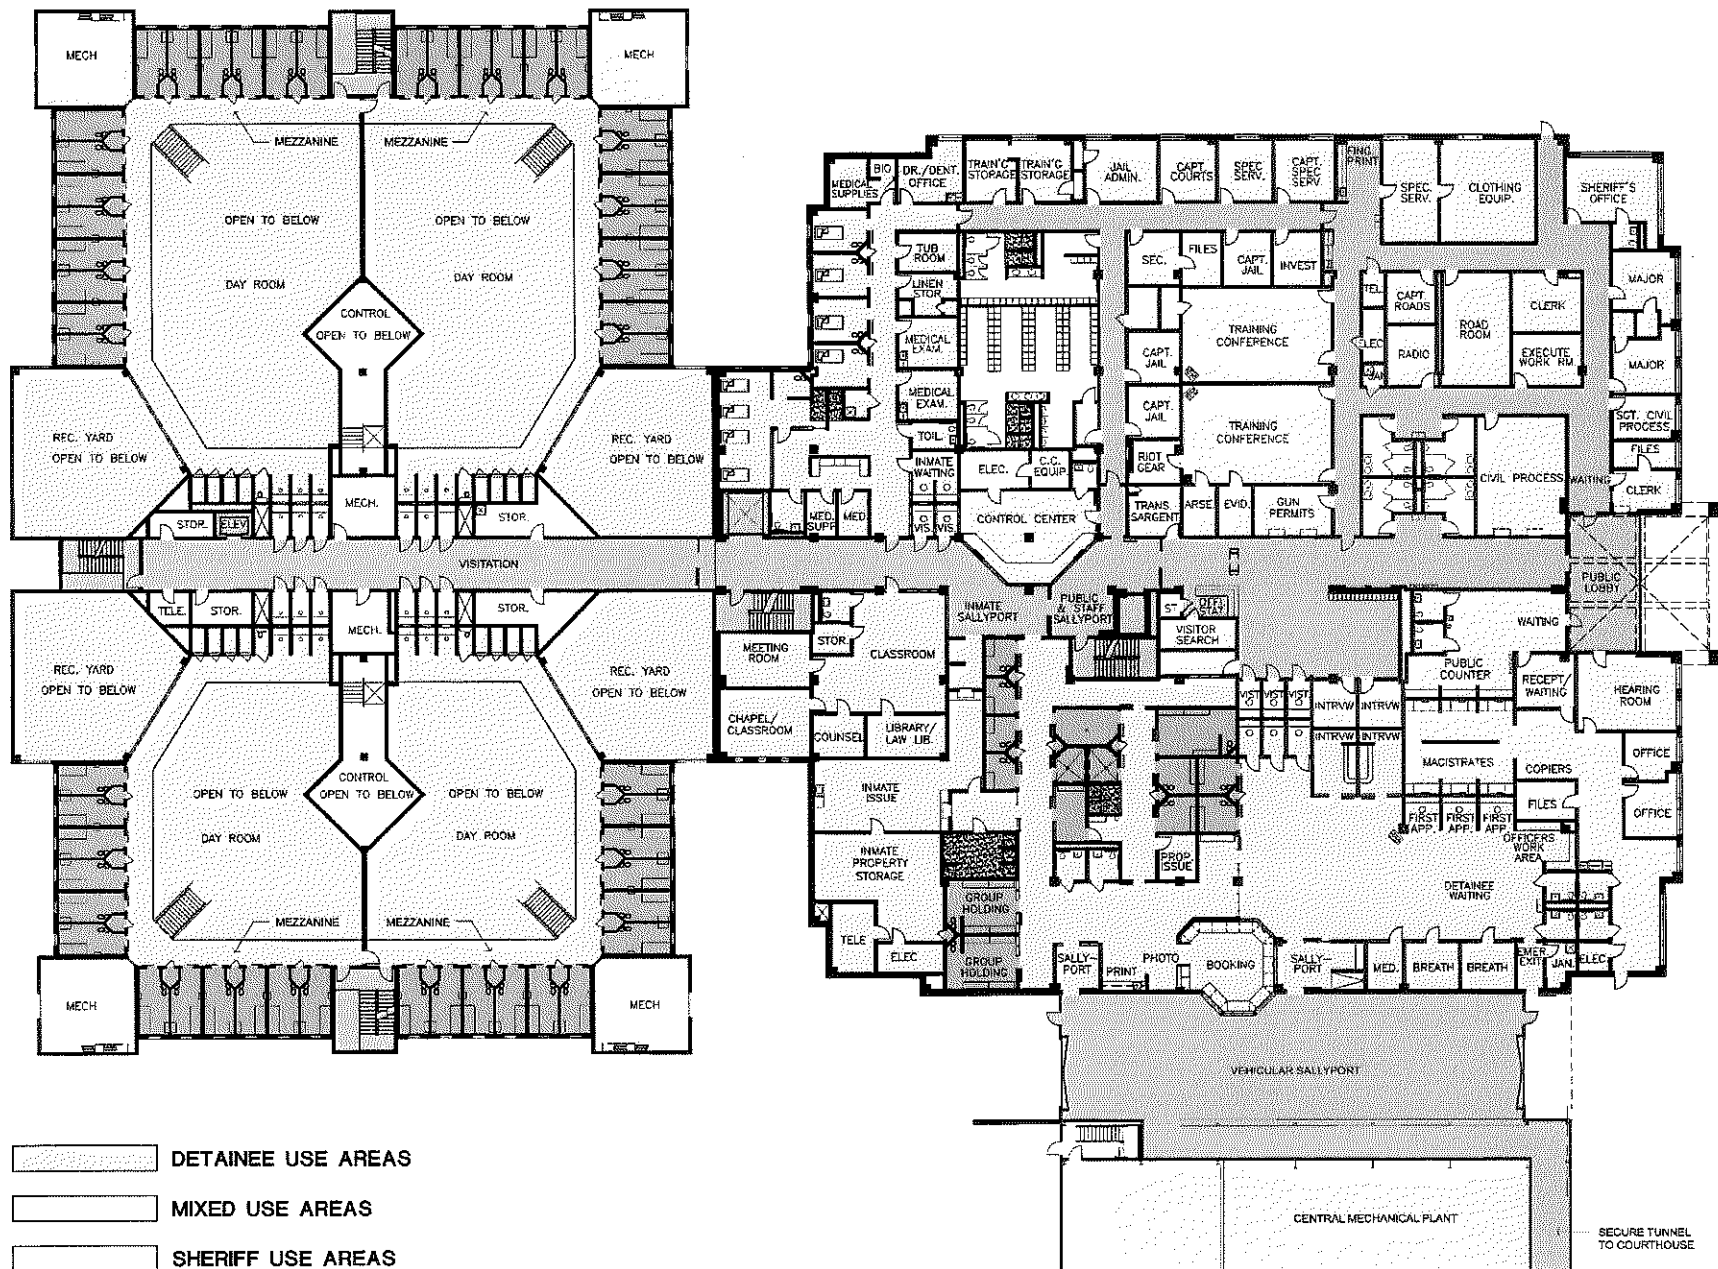 MECH
MECH
MEZZANINE
MEZZANINE
OPEN TO BELOW
OPEN TO BELOW
DAY ROOM
DAY ROOM
CONTROL
OPEN TO BELOW
REC. YARD
OPEN TO BELOW
REC. YARD
OPEN TO BELOW
MECH.
STOR.
ELEV.
STOR.
VISITATION
TELE.
STOR.
MECH.
STOR.
REC. YARD
OPEN TO BELOW
REC. YARD
OPEN TO BELOW
CONTROL
OPEN TO BELOW
OPEN TO BELOW
OPEN TO BELOW
DAY ROOM
DAY ROOM
MEZZANINE
MEZZANINE
MECH
MECH
MEDICAL
SUPPLIES
BIO
DR./DENT.
OFFICE
TRAIN'G
STORAGE
TRAIN'G
STORAGE
JAIL
ADMIN.
CAPT.
COURTS
SPEC
SERV.
CAPT.
SPEC
SERV.
FING
PRINT
SPEC.
SERV.
CLOTHING
EQUIP.
SHERIFF'S
OFFICE
TUB
ROOM
LINEN
STOR
SEC.
FILES
CAPT.
JAIL
INVEST
TEL.
CAPT.
ROADS
ROAD
ROOM
CLERK
MAJOR
MEDICAL
EXAM.
TRAINING
CONFERENCE
CAPT.
JAIL
ELEC
RADIO
EXECUTE
WORK RM.
MAJOR
JAN
MEDICAL
EXAM.
CAPT.
JAIL
TRAINING
CONFERENCE
SGT. CIVIL
PROCESS
TOIL.
INMATE
WAITING
ELEC.
C.C.
EQUIP.
RIOT
GEAR
FILES
CIVIL PROCESS
WAITING
CLERK
MED.
SUPP
MED
VIS.
VIS.
CONTROL CENTER
TRANS.
SARGENT
ARSE.
EVID.
GUN
PERMITS
PUBLIC
LOBBY
INMATE
SALLYPORT
PUBLIC
& STAFF
SALLYPORT
ST.
OFF.
STAT.
VISITOR
SEARCH
WAITING
STOR.
CLASSROOM
MEETING
ROOM
PUBLIC
COUNTER
RECEPT/
WAITING
HEARING
ROOM
CHAPEL/
CLASSROOM
COUNSEL
LIBRARY/
LAW LIB.
VIST
VIST
VIST
INTRVW
INTRVW
INTRVW
INTRVW
MAGISTRATES
COPIERS
OFFICE
INMATE
ISSUE
FILES
OFFICE
FIRST
APP.
FIRST
APP.
FIRST
APP.
OFFICERS
WORK
AREA
INMATE
PROPERTY
STORAGE
PROP
ISSUE
DETAINEE
WAITING
GROUP
HOLDING
TELE
ELEC
GROUP
HOLDING
SALLY-
PORT
PRINT
PHOTO
BOOKING
SALLY-
PORT
MED.
BREATH
BREATH
EMER
EXIT
JAN.
ELEC
VEHICULAR SALLYPORT
CENTRAL MECHANICAL PLANT
SECURE TUNNEL
TO COURTHOUSE
DETAINEE USE AREAS
MIXED USE AREAS
SHERIFF USE AREAS